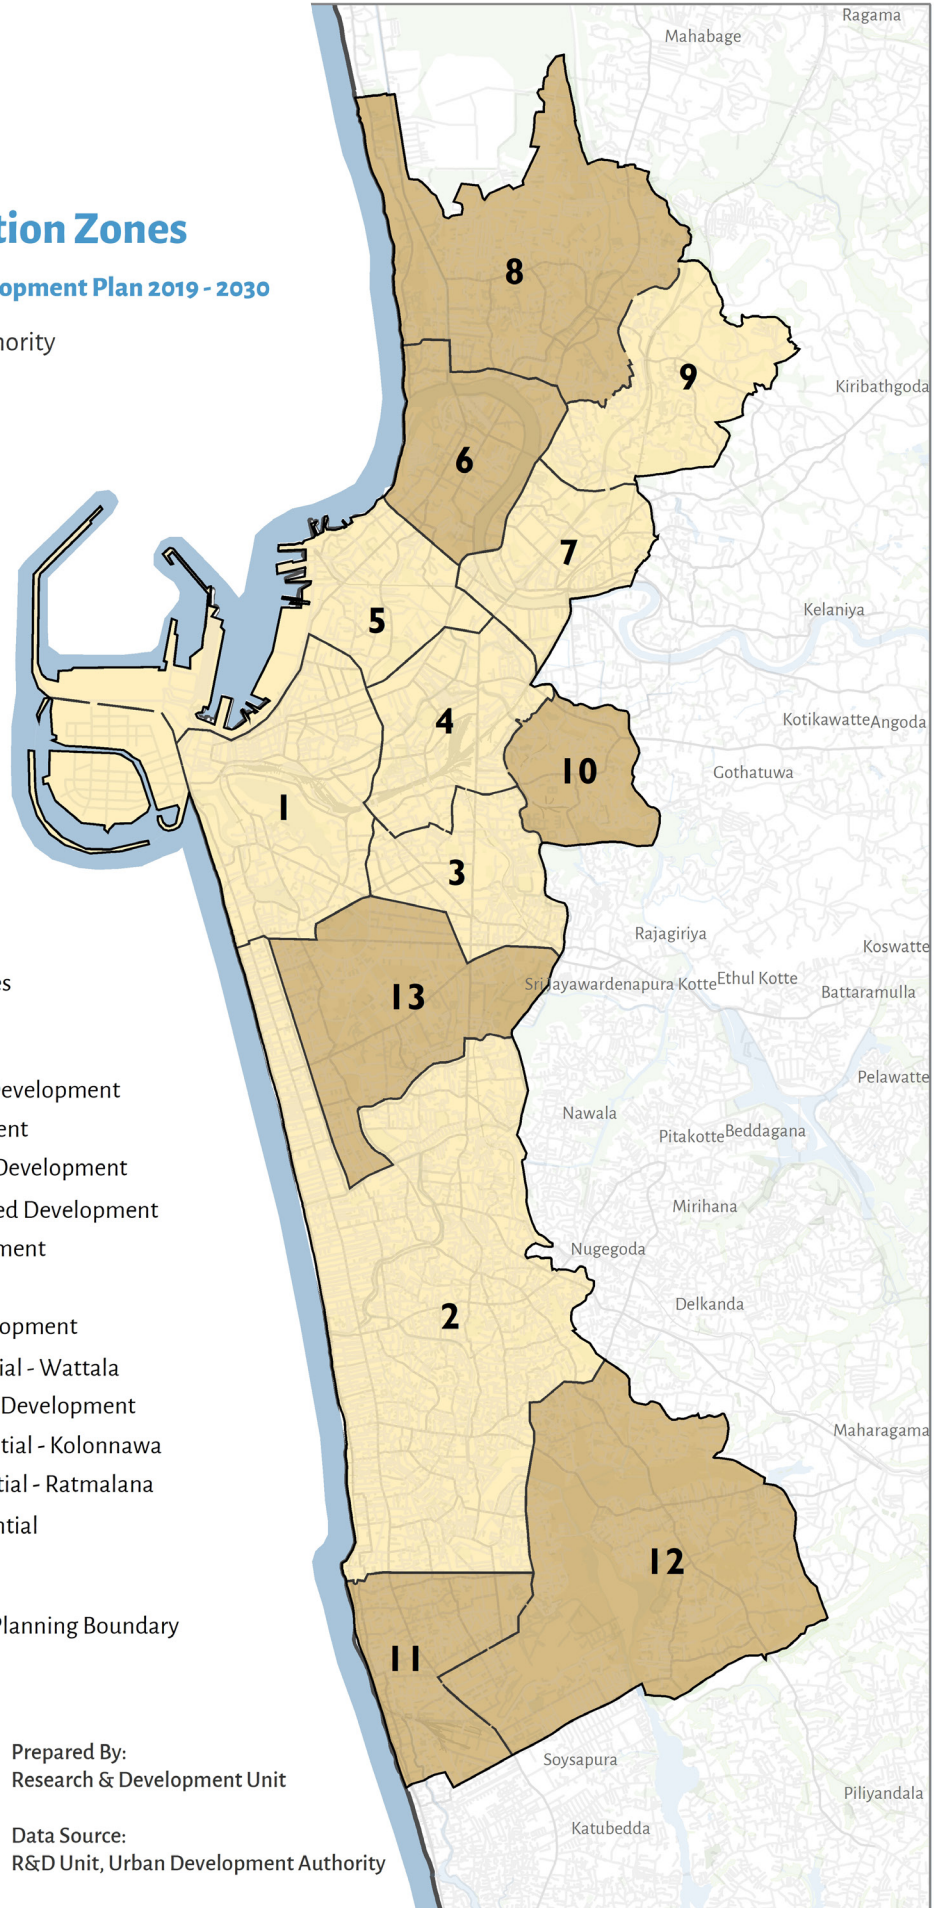 Ragama
Mahabage
tion Zones
opment Plan 2019 - 2030
hority
8
9
Kiribathgoda
6
7
Kelaniya
5
4
Kotikawatte
Angoda
10
Gothatuwa
1
3
Rajagiriya
Koswatte
es
13
Sri Jayawardenapura Kotte
Ethul Kotte
Battaramulla
Development
Pelawatte
ent
Nawala
Pitakotte
Beddagana
Development
ed Development
Mirihana
ment
Nugegoda
2
Delkanda
opment
ial - Wattala
Development
Maharagama
tial - Kolonnawa
tial - Ratmalana
ntial
12
Planning Boundary
11
Prepared By:
Research & Development Unit
Soysapura
Piliyandala
Data Source:
Katubedda
R&D Unit, Urban Development Authority